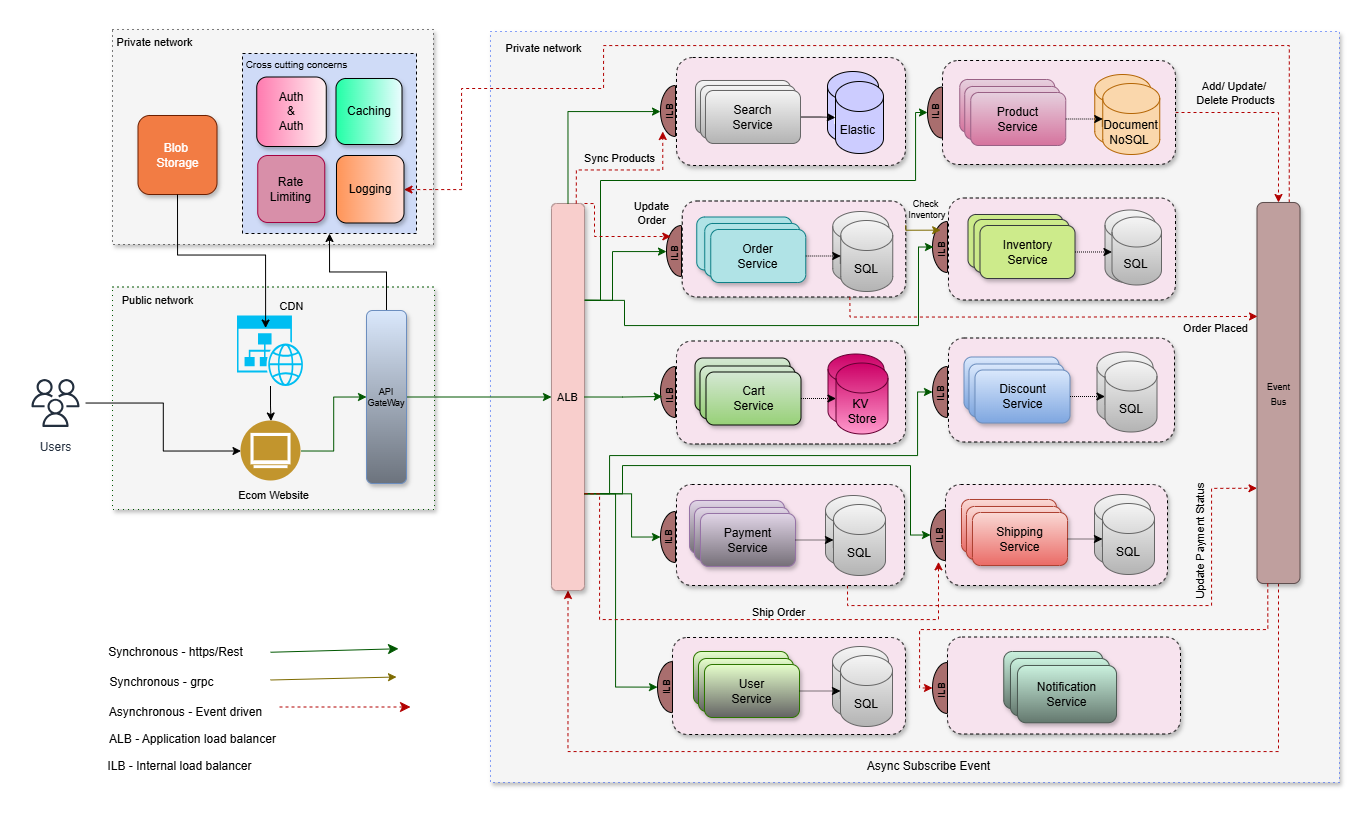 Private network
Cross cutting concerns
Auth
&
Auth
Caching
Rate
Limiting
Logging
Blob
Storage
Public network
CDN
Users
Ecom Website
API
GateWay
Private network
ALB
Sync Products
ILB
Search
Service
Elastic
ILB
Product
Service
Document
NoSQL
Add/ Update/
Delete Products
Update
Order
ILB
Order
Service
SQL
Check
Inventory
ILB
Inventory
Service
SQL
Order Placed
ILB
Cart
Service
KV
Store
ILB
Discount
Service
SQL
Event
Bus
ILB
Payment
Service
SQL
ILB
Shipping
Service
SQL
Update Payment Status
Ship Order
ILB
User
Service
SQL
ILB
Notification
Service
Async Subscribe Event
Synchronous - https/Rest
Synchronous - grpc
Asynchronous - Event driven
ALB - Application load balancer
ILB - Internal load balancer